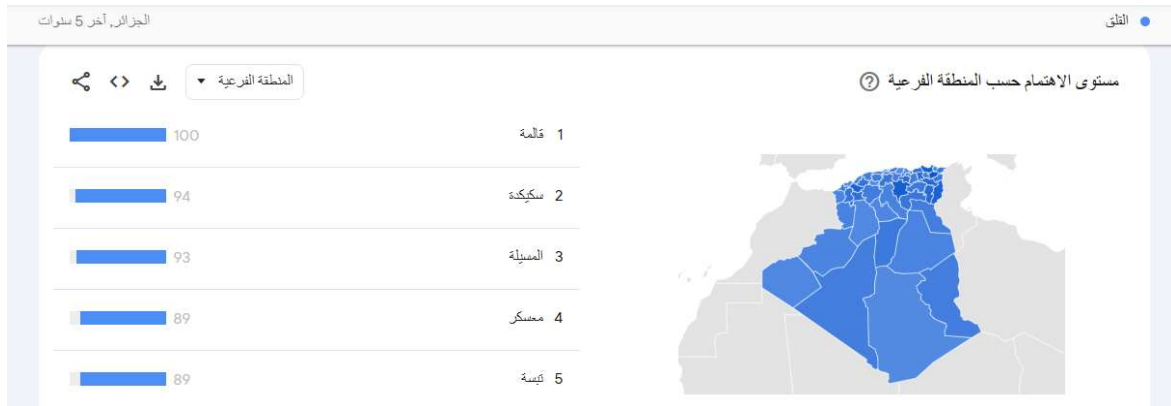 القلق
الجزائر, آخر 5 سنوات
مستوى الاهتمام حسب المنطقة الفرعية
المنطقة الفرعية
1 قالمة 100
2 سكيكدة 94
3 المسيلة 93
4 معسكر 89
5 تبسة 89